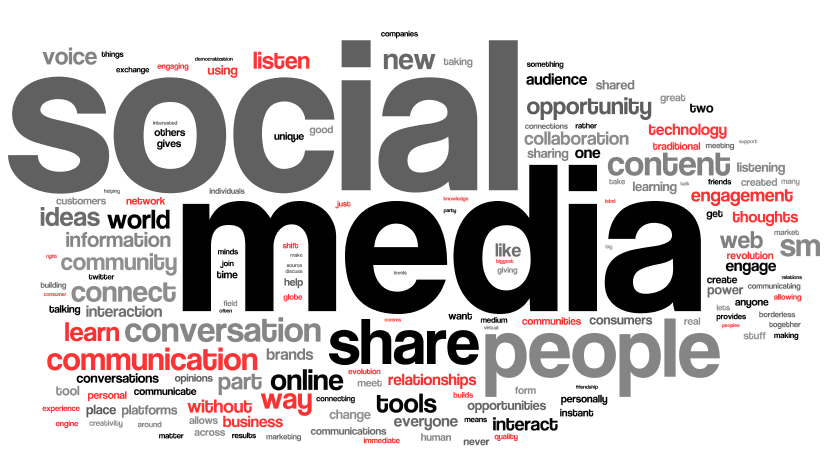 companies
voice things
democratization
exchange engaging using listen new taking something
social
audience shared
great
opportunity two
interested
others
gives
unique good
connections rather
technology
collaboration
traditional meeting support
sharing one
content listening
helping
individuals
take learning talk friends created many
customers network
just
knowledge
party
label
engagement
ideas world
get thoughts
media
information
market
web sm
minds
shift
make
like
big
right
community
join
source
discuss
biggest
giving
revolution
engage
twitter
time
levels
relations
building
help
create
communicating
consumer
connect
globe
power
anyone
allowing
field
often
talking interaction
want
medium
virtual
comms
communities consumers real
lets
provides
borderless
peoples
together
learn conversation
share people
stuff making
communication brands
evolution
conversations opinions part online meet relationships
friendship
tool personal communicate
way connecting
builds
form
personally
experience place platforms without
tools
opportunities
instant
engine creativity around allows business
change
everyone means interact
matter across results marketing communications
immediate
human never quality